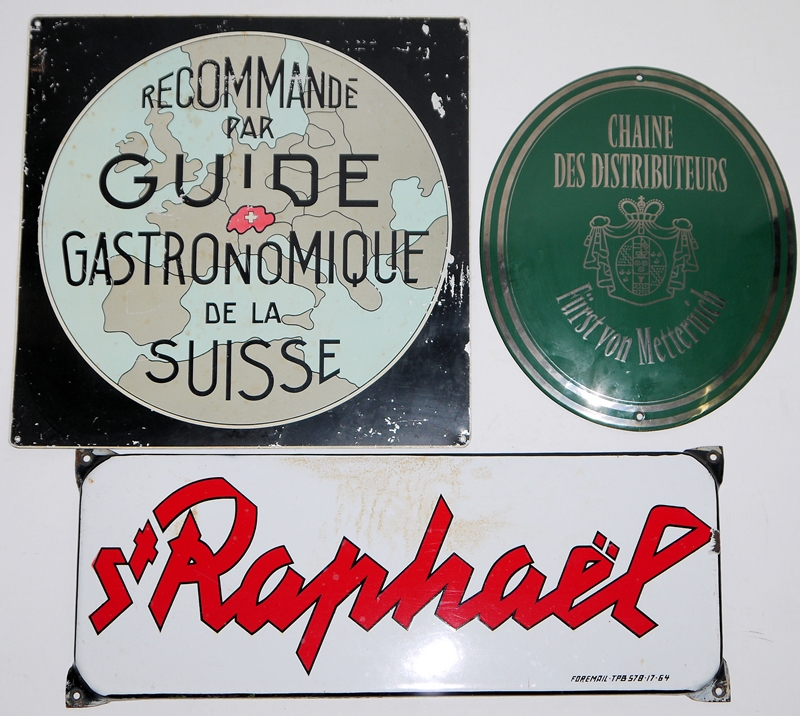 RECOMMANDÉ
PAR
GUIDE
GASTRONOMIQUE
DE LA
SUISSE
CHAINE
DES DISTRIBUTEURS
Fürst von Metternich
St Raphaël
FOREMAIL-TPB 578-17-64